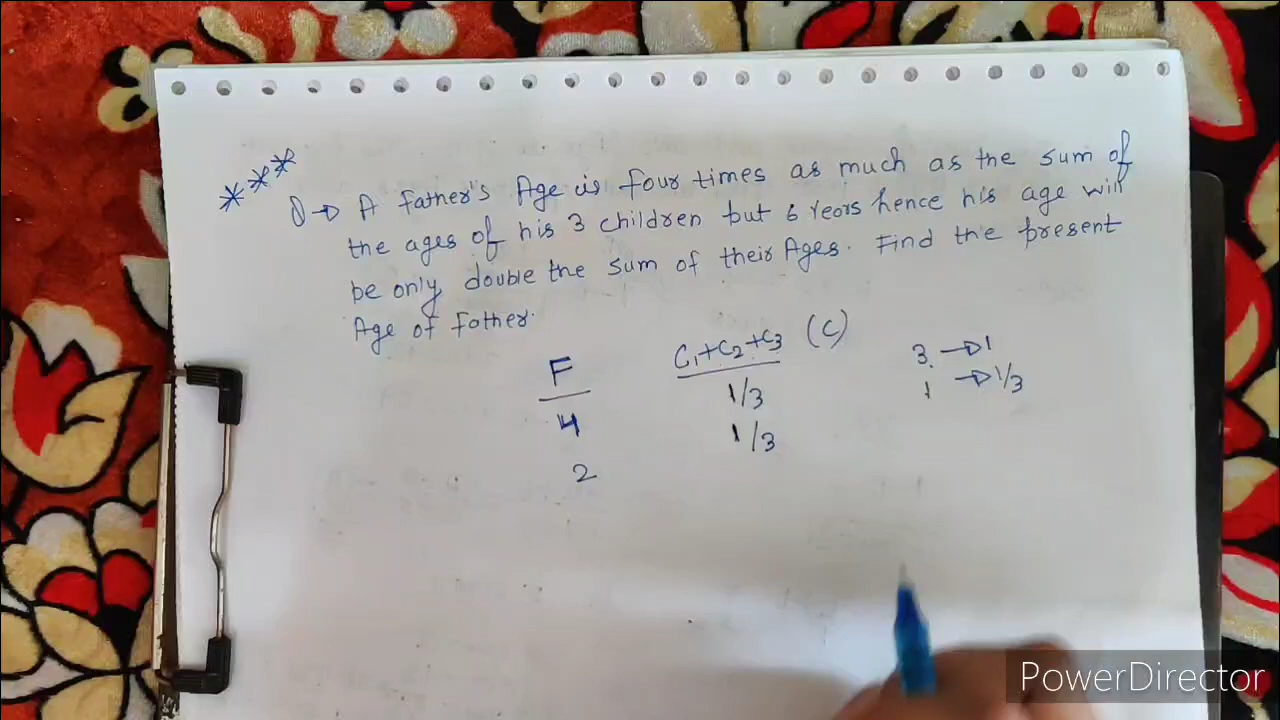 ***
1→ A Father's Age is four times as much as the sum of
the ages of his 3 children but 6 Years hence his age will
be only double the sum of their Ages. Find the present
Age of Father.
F C₁+C₂+C₃ (C)
3 → 1
1/3
1 → 1/3
4 1/3
2
PowerDirector